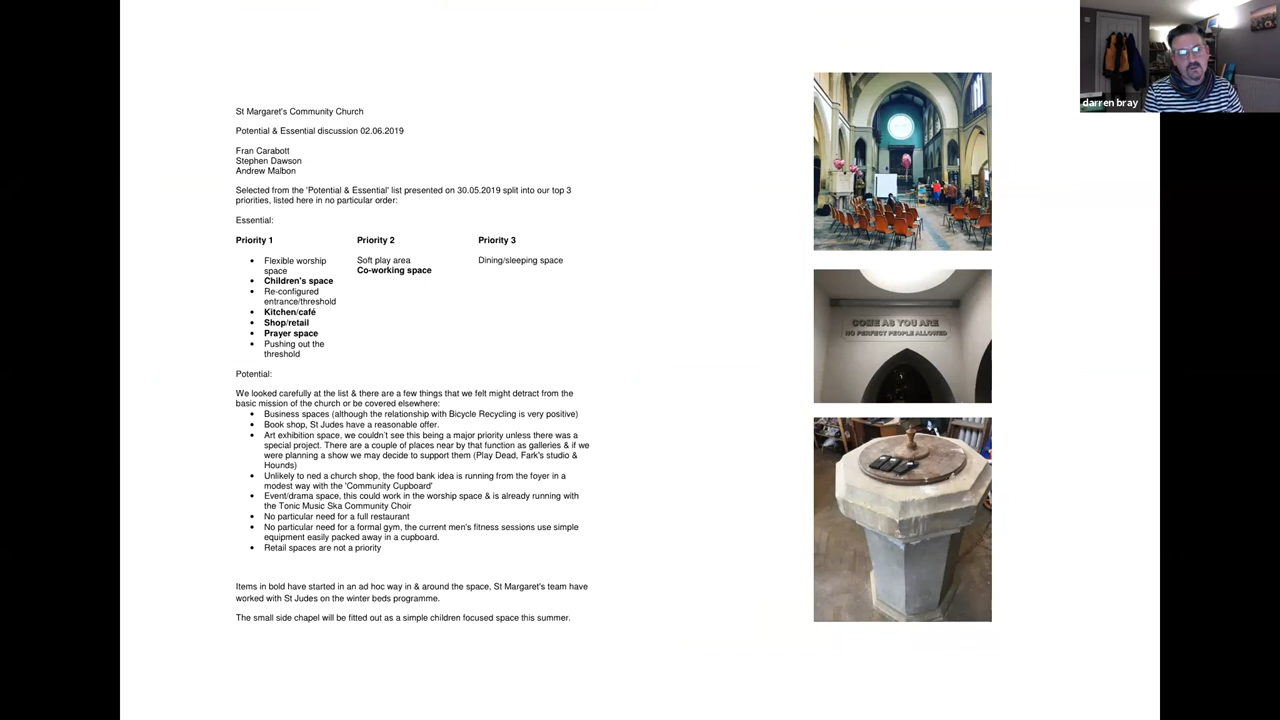 St Margaret's Community Church
Potential & Essential discussion 02.06.2019
Fran Carabott
Stephen Dawson
Andrew Malbon
Selected from the 'Potential & Essential' list presented on 30.05.2019 split into our top 3
priorities, listed here in no particular order:
Essential:
Priority 1 Priority 2 Priority 3
• Flexible worship
space
• Children's space
• Re-configured
entrance/threshold
• Kitchen/café
• Shop/retail
• Prayer space
• Pushing out the
threshold
Soft play area
Co-working space
Dining/sleeping space
Potential:
We looked carefully at the list & there are a few things that we felt might detract from the
basic mission of the church or be covered elsewhere:
• Business spaces (although the relationship with Bicycle Recycling is very positive)
• Book shop, St Judes have a reasonable offer.
• Art exhibition space, we couldn't see this being a major priority unless there was a
special project. There are a couple of places near by that function as galleries & if we
were planning a show we may decide to support them (Play Dead, Fark's studio &
Hounds)
• Unlikely to ned a church shop, the food bank idea is running from the foyer in a
modest way with the 'Community Cupboard'
• Event/drama space, this could work in the worship space & is already running with
the Tonic Music Ska Community Choir
• No particular need for a full restaurant
• No particular need for a formal gym, the current men's fitness sessions use simple
equipment easily packed away in a cupboard.
• Retail spaces are not a priority
Items in bold have started in an ad hoc way in & around the space, St Margaret's team have
worked with St Judes on the winter beds programme.
The small side chapel will be fitted out as a simple children focused space this summer.
COME AS YOU ARE
NO PERFECT PEOPLE ALLOWED
darren bray